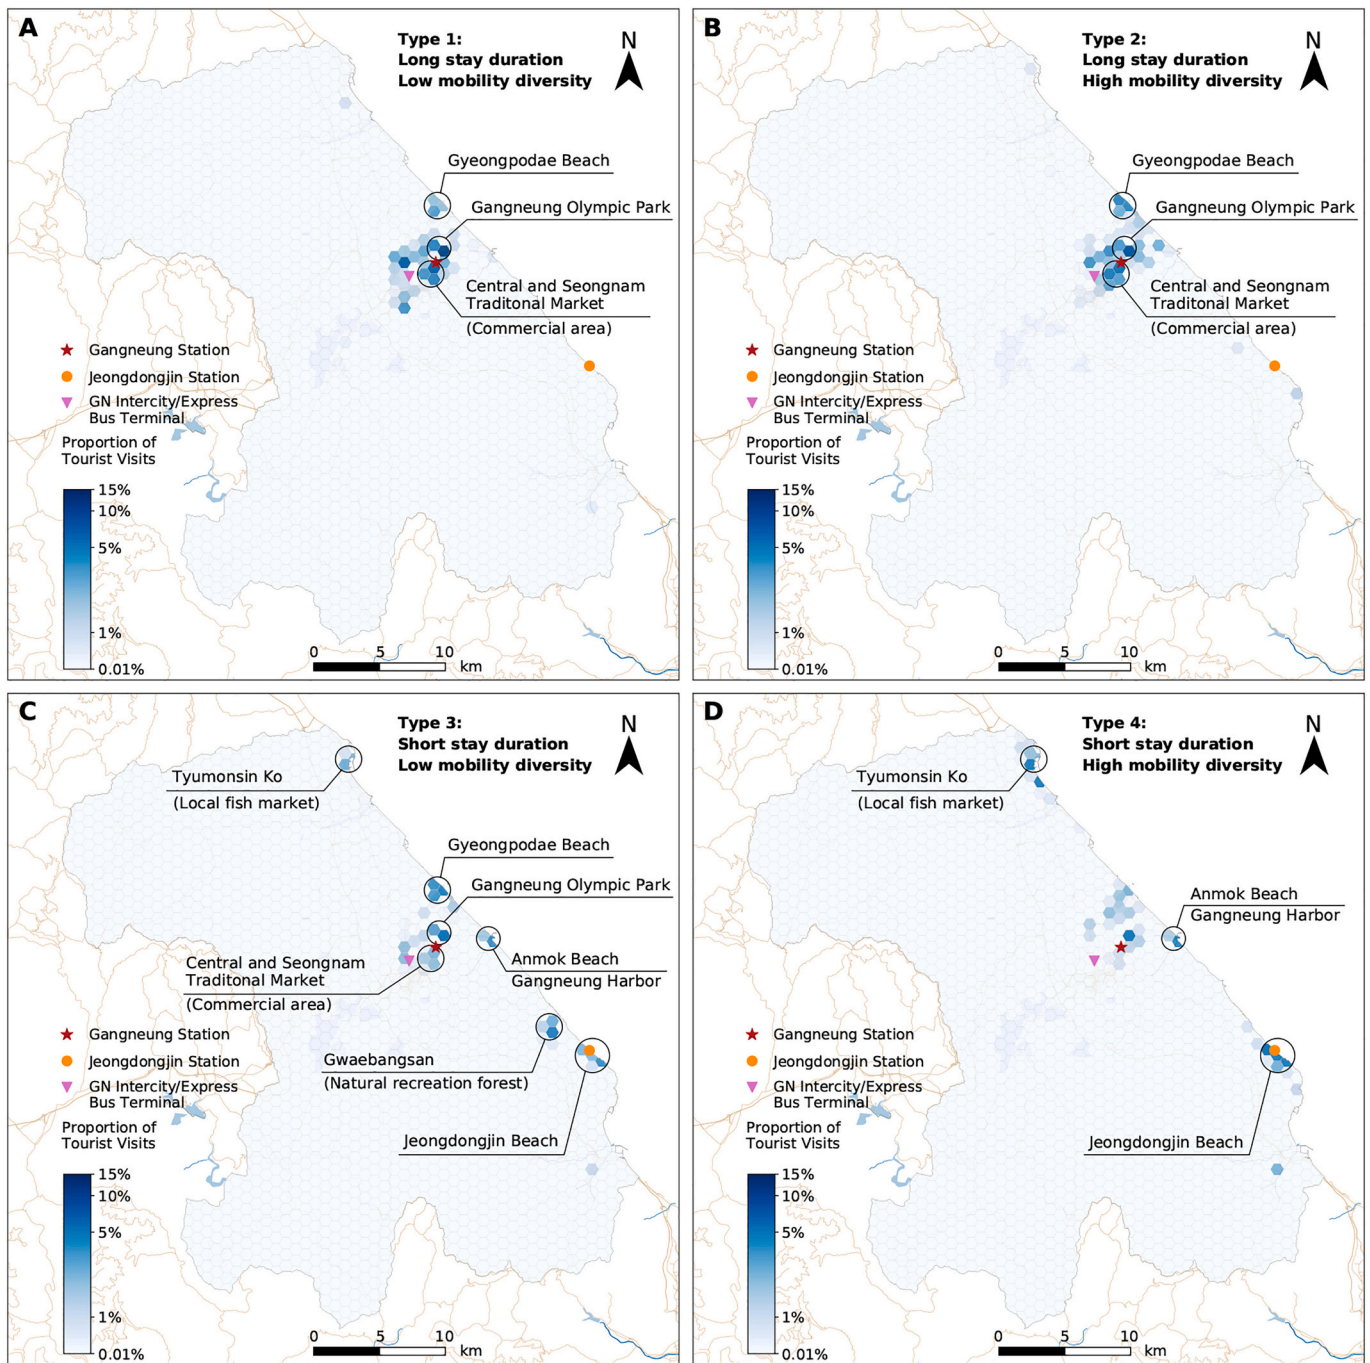 A
Type 1:
Long stay duration
Low mobility diversity
N
Gyeongpodae Beach
Gangneung Olympic Park
Central and Seongnam
Traditonal Market
(Commercial area)
Gangneung Station
Jeongdongjin Station
GN Intercity/Express
Bus Terminal
Proportion of
Tourist Visits
15%
10%
5%
1%
0.01%
0 5 10
km
B
Type 2:
Long stay duration
High mobility diversity
N
Gyeongpodae Beach
Gangneung Olympic Park
Central and Seongnam
Traditonal Market
(Commercial area)
Gangneung Station
Jeongdongjin Station
GN Intercity/Express
Bus Terminal
Proportion of
Tourist Visits
15%
10%
5%
1%
0.01%
0 5 10
km
C
Type 3:
Short stay duration
Low mobility diversity
N
Tyumonsin Ko
(Local fish market)
Gyeongpodae Beach
Gangneung Olympic Park
Central and Seongnam
Traditonal Market
(Commercial area)
Anmok Beach
Gangneung Harbor
Gwaebangsan
(Natural recreation forest)
Jeongdongjin Beach
Gangneung Station
Jeongdongjin Station
GN Intercity/Express
Bus Terminal
Proportion of
Tourist Visits
15%
10%
5%
1%
0.01%
0 5 10
km
D
Type 4:
Short stay duration
High mobility diversity
N
Tyumonsin Ko
(Local fish market)
Anmok Beach
Gangneung Harbor
Jeongdongjin Beach
Gangneung Station
Jeongdongjin Station
GN Intercity/Express
Bus Terminal
Proportion of
Tourist Visits
15%
10%
5%
1%
0.01%
0 5 10
km